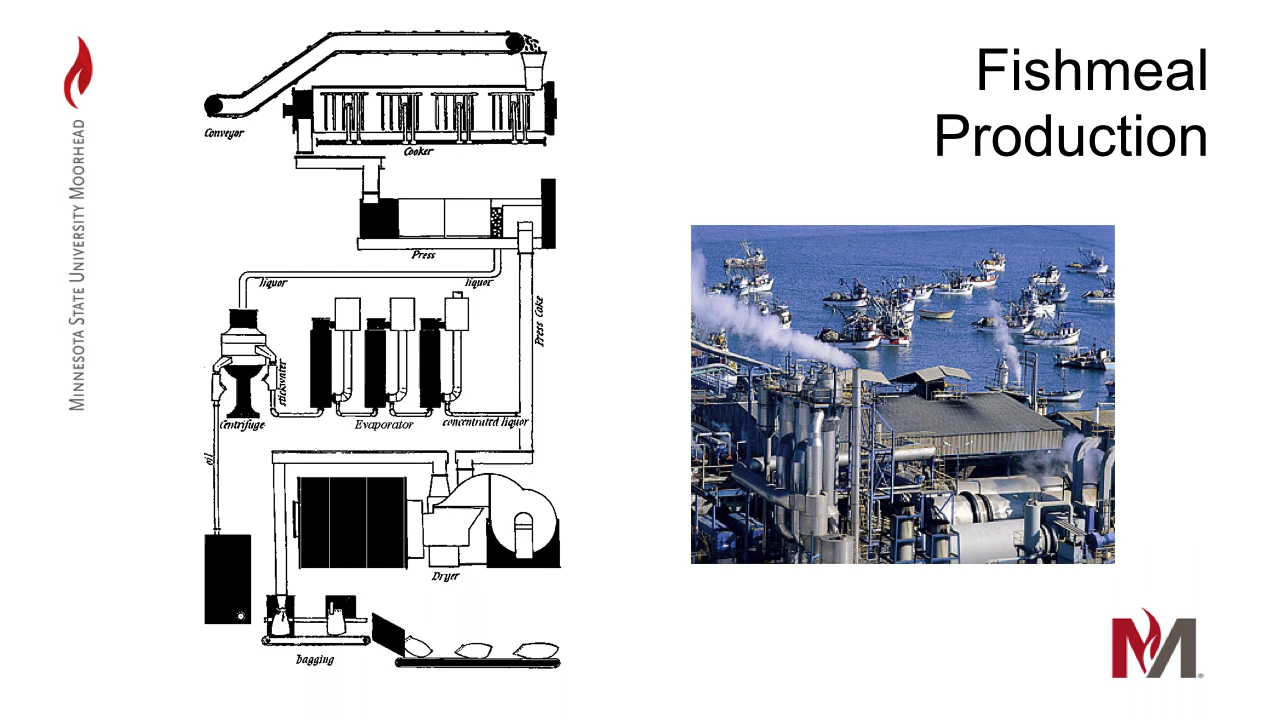 MINNESOTA STATE UNIVERSITY MOORHEAD
Fishmeal
Production
Conveyor
Cooker
Press
liquor
liquor
Press Cake
stickwater
Centrifuge
Evaporator
concentrated liquor
oil
Dryer
bagging
M
®